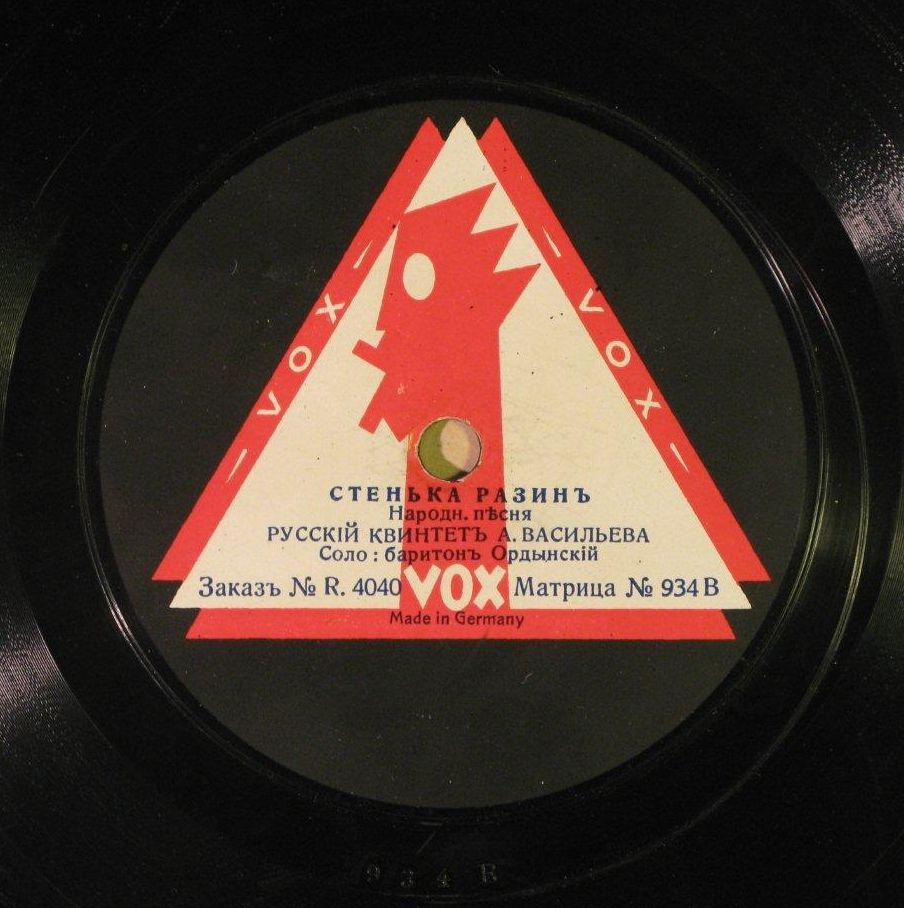 – VOX –
– VOX –
СТЕНЬКА РАЗИНЪ
Народн. пѣсня
РУССКІЙ КВИНТЕТЪ А. ВАСИЛЬЕВА
Соло : баритонъ Ордынскій
Заказъ № R. 4040 VOX Матрица № 934 B
Made in Germany